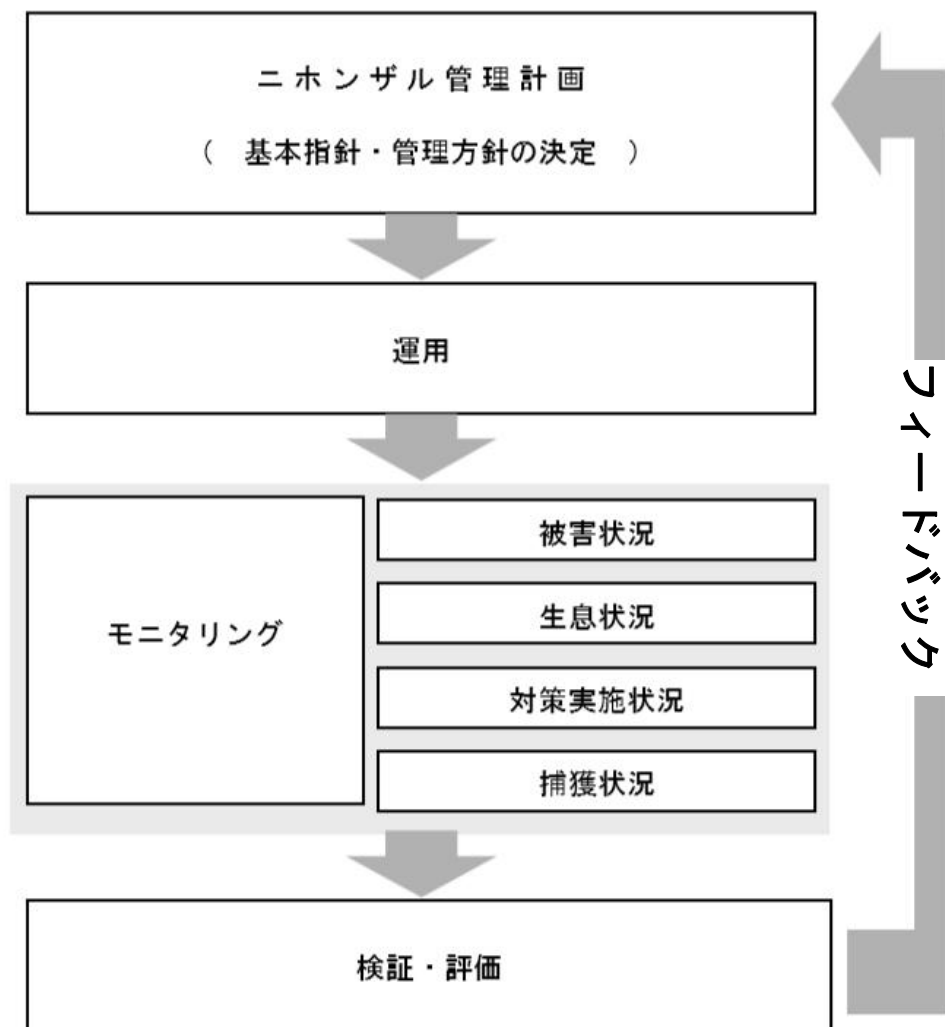 ニホンザル管理計画
（　基本指針・管理方針の決定　）
運用
モニタリング
被害状況
生息状況
対策実施状況
捕獲状況
検証・評価
フィードバック